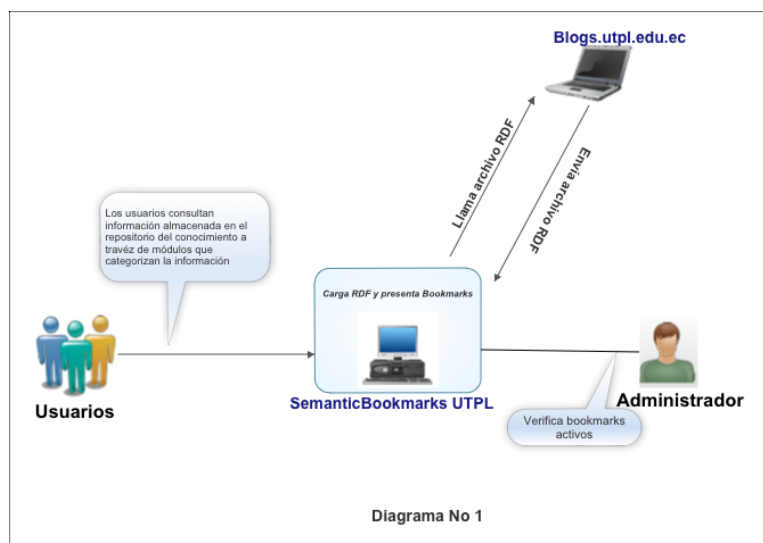 Blogs.utpl.edu.ec
Llama archivo RDF
Envia archivo RDF
Los usuarios consultan
información almacenada en el
repositorio del conocimiento a
travéz de módulos que
categorizan la información
Carga RDF y presenta Bookmarks
Usuarios
SemanticBookmarks UTPL
Administrador
Verifica bookmarks
activos
Diagrama No 1